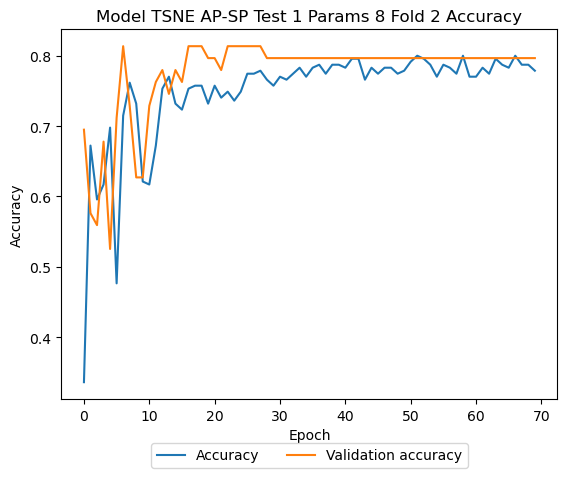 Model TSNE AP-SP Test 1 Params 8 Fold 2 Accuracy
0.8
0.7
0.6
0.5
0.4
Accuracy
0 10 20 30 40 50 60 70
Epoch
Accuracy Validation accuracy